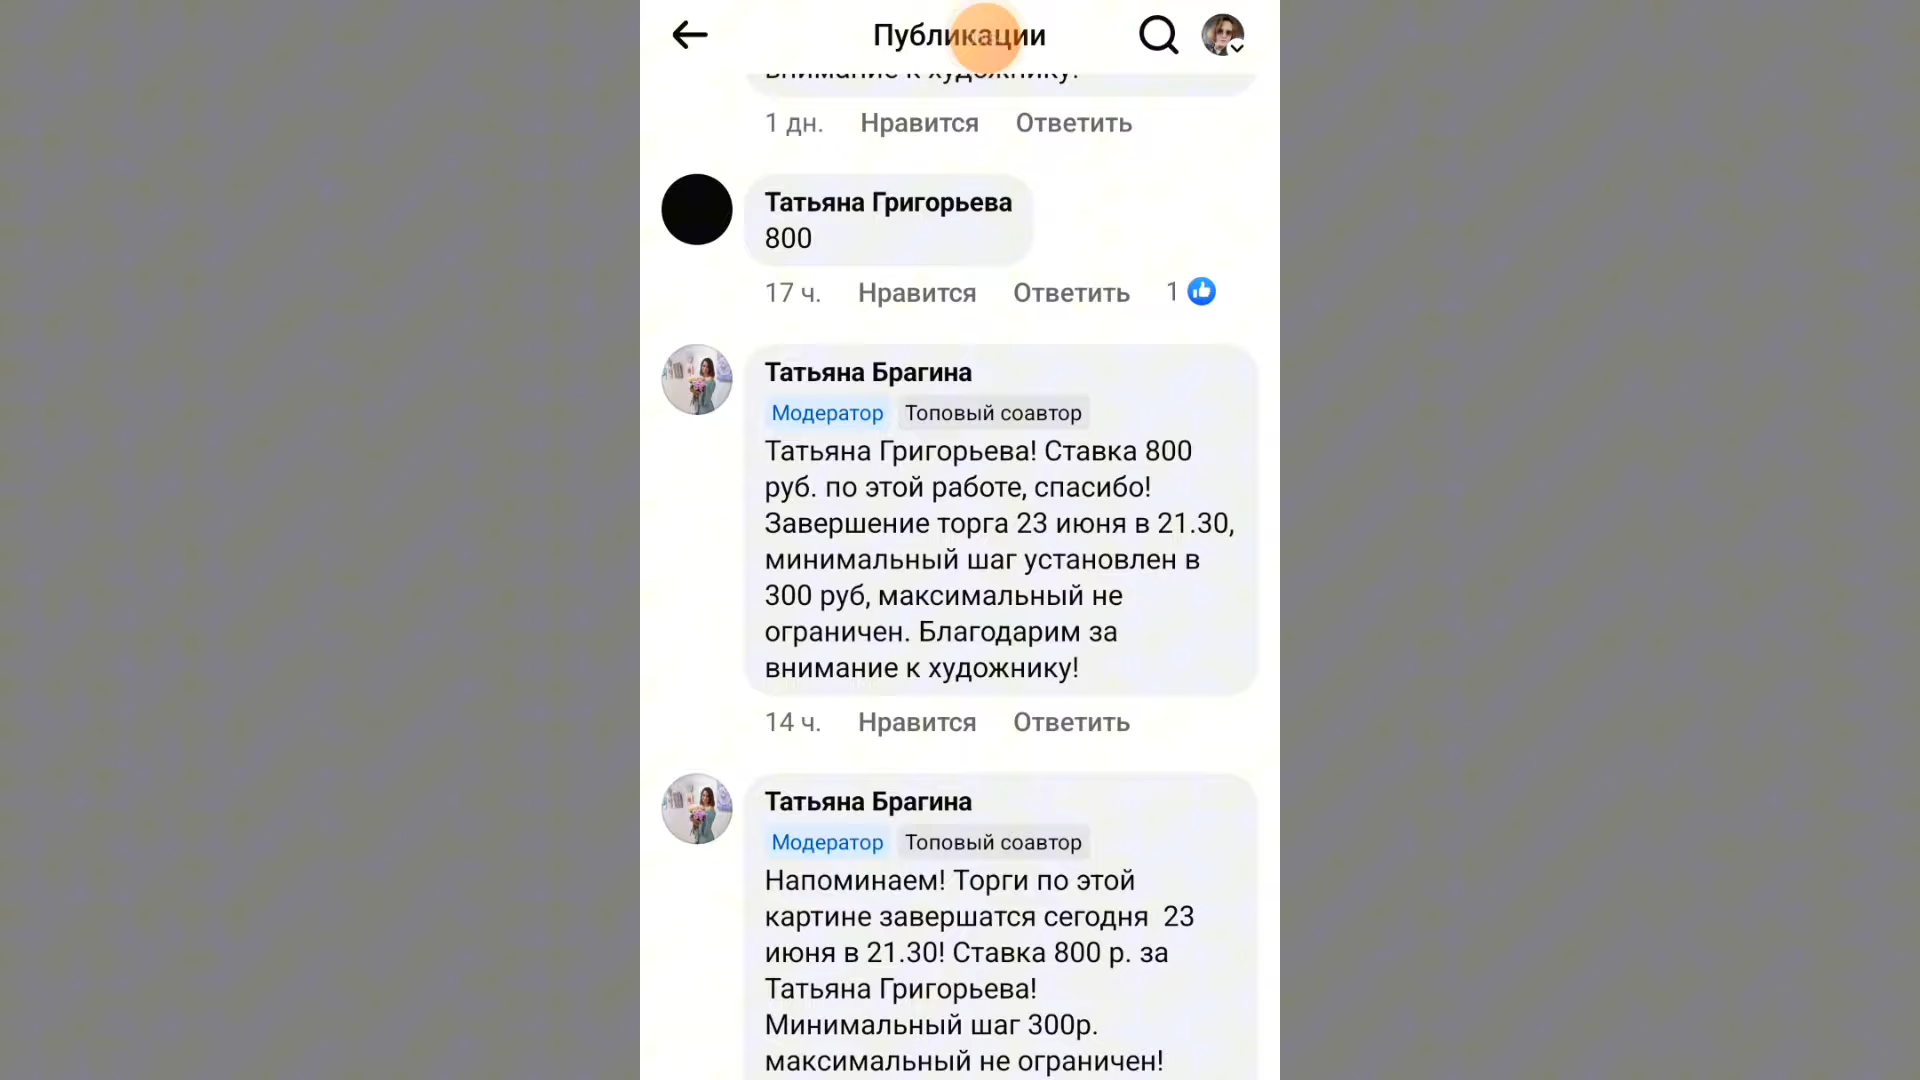 Публикации
внимание к художнику!
1 дн. Нравится Ответить
Татьяна Григорьева
800
17 ч. Нравится Ответить 1
Татьяна Брагина
Модератор Топовый соавтор
Татьяна Григорьева! Ставка 800
руб. по этой работе, спасибо!
Завершение торга 23 июня в 21.30,
минимальный шаг установлен в
300 руб, максимальный не
ограничен. Благодарим за
внимание к художнику!
14 ч. Нравится Ответить
Татьяна Брагина
Модератор Топовый соавтор
Напоминаем! Торги по этой
картине завершатся сегодня 23
июня в 21.30! Ставка 800 р. за
Татьяна Григорьева!
Минимальный шаг 300р.
максимальный не ограничен!